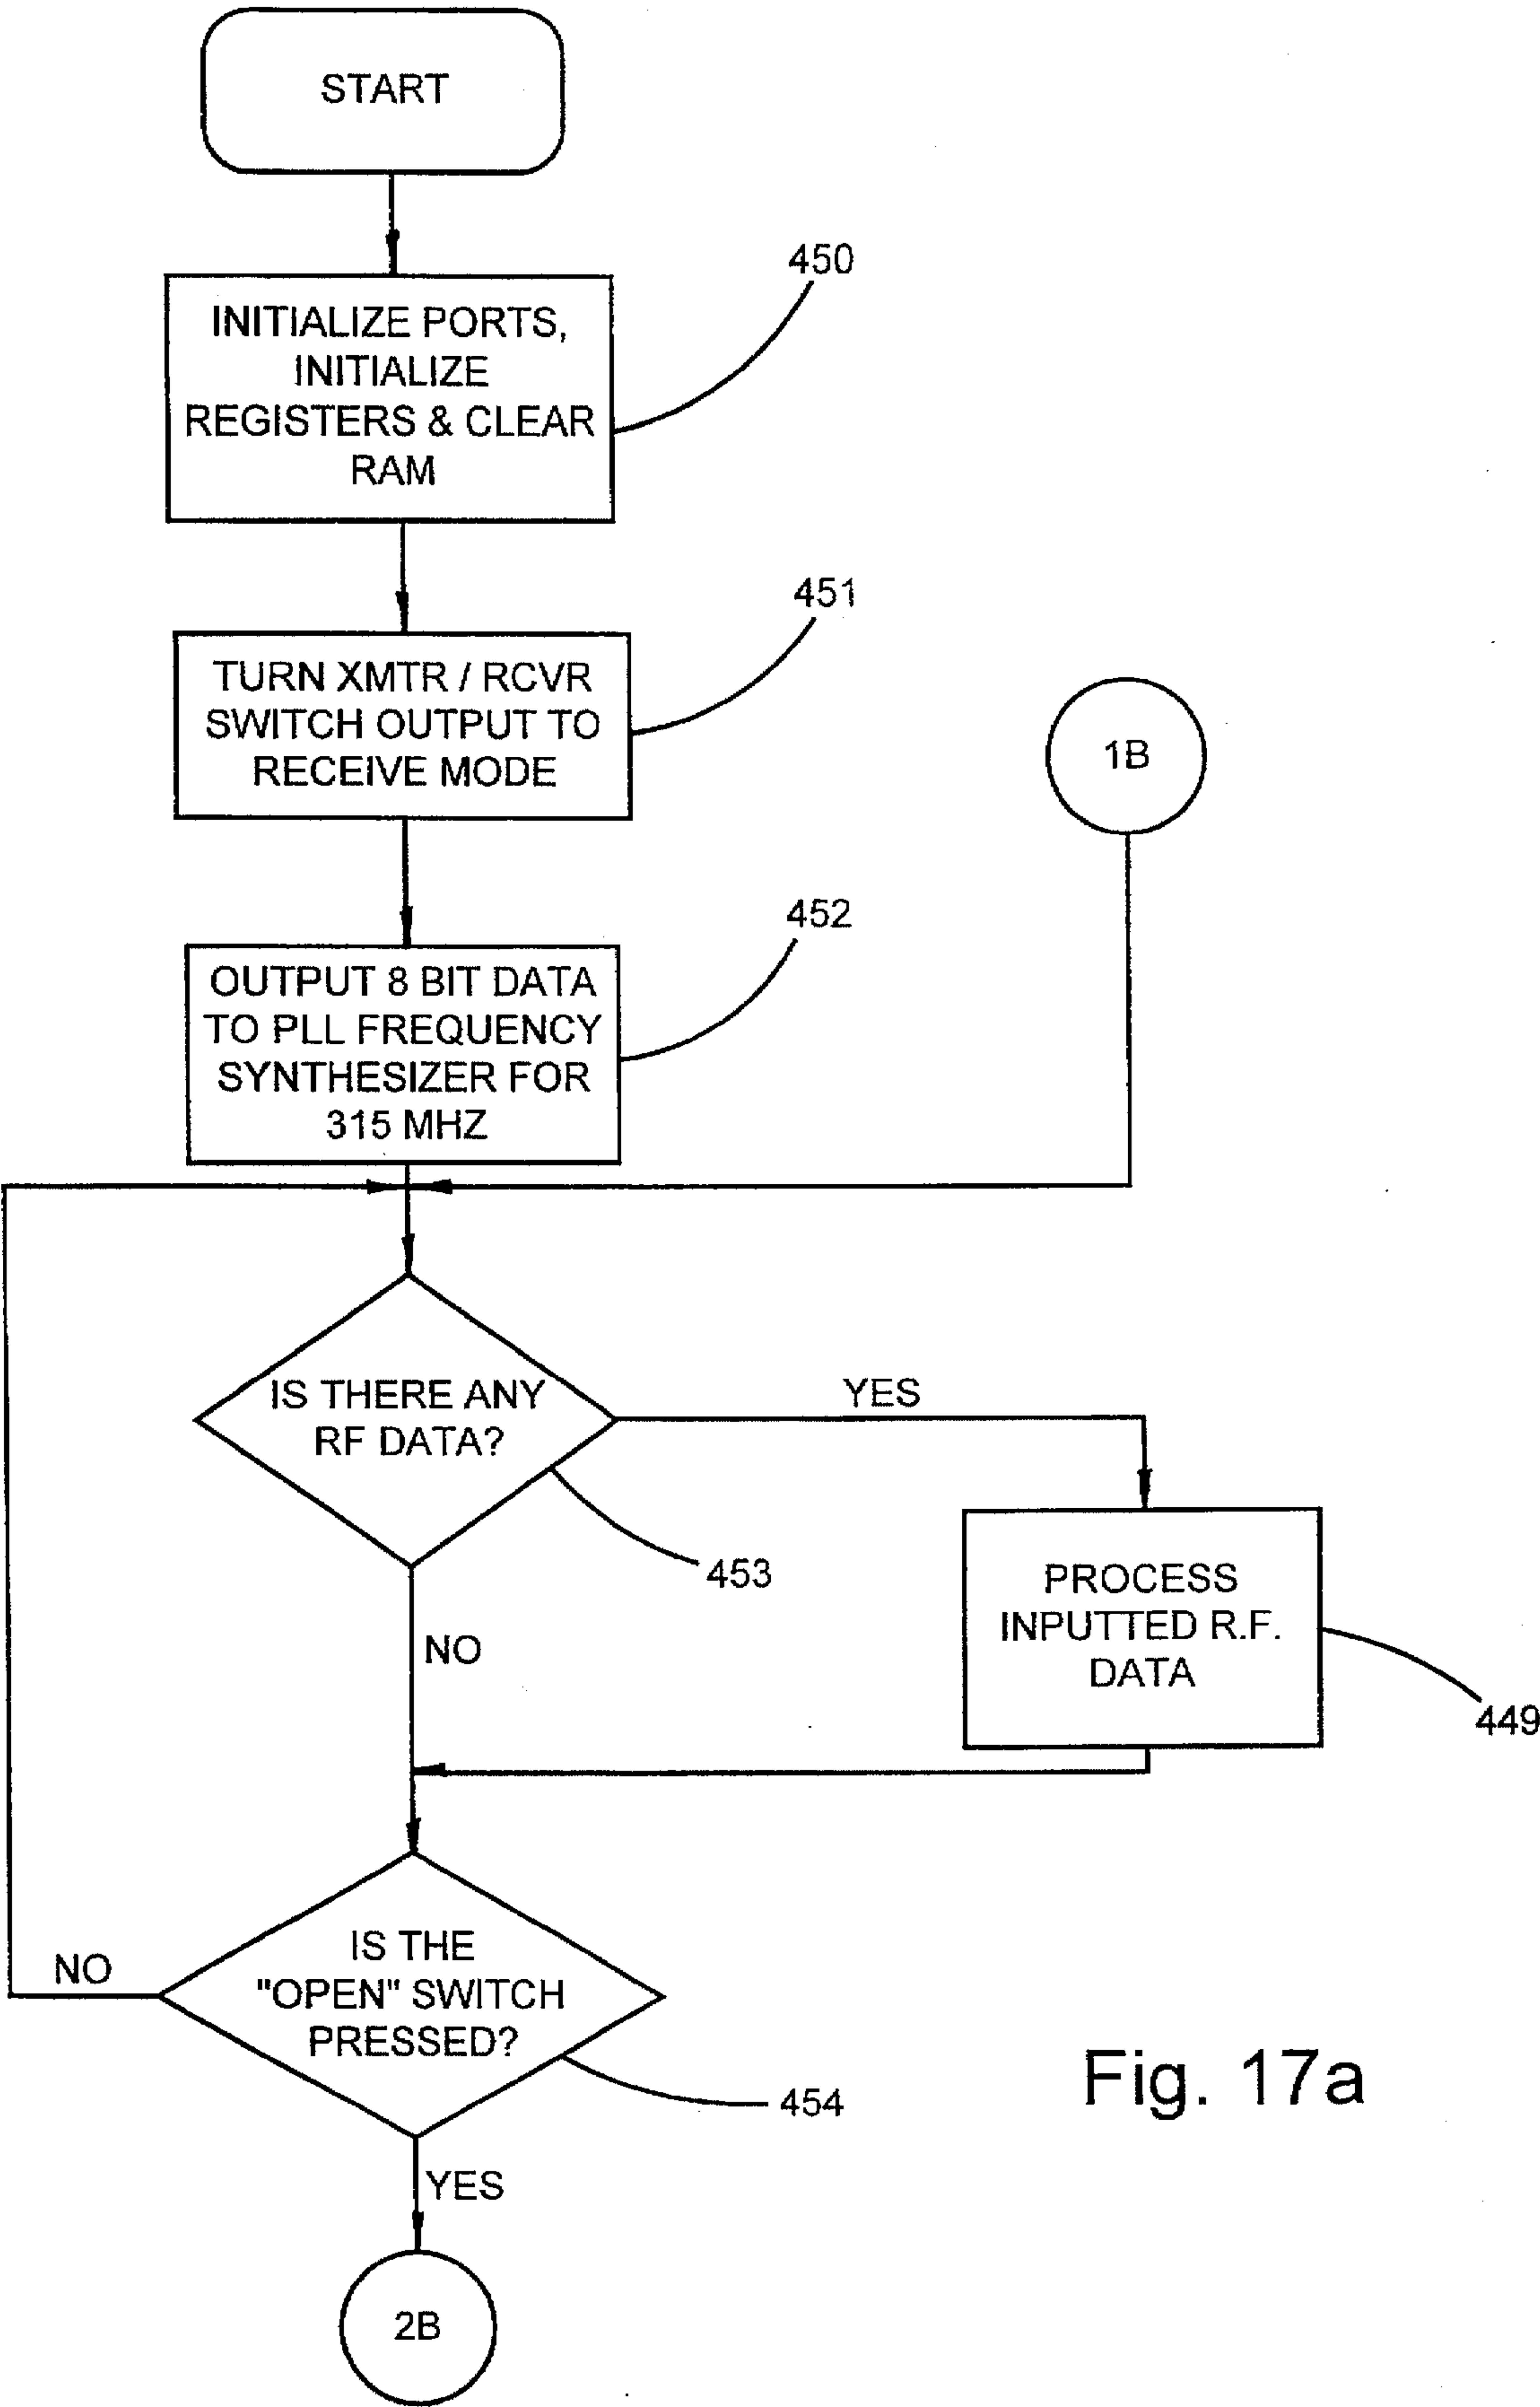 START
450
INITIALIZE PORTS,
INITIALIZE
REGISTERS & CLEAR
RAM
451
TURN XMTR / RCVR
SWITCH OUTPUT TO
RECEIVE MODE
1B
452
OUTPUT 8 BIT DATA
TO PLL FREQUENCY
SYNTHESIZER FOR
315 MHZ
IS THERE ANY
RF DATA?
YES
453
NO
PROCESS
INPUTTED R.F.
DATA
449
IS THE
"OPEN" SWITCH
PRESSED?
NO
454
YES
2B
Fig. 17a